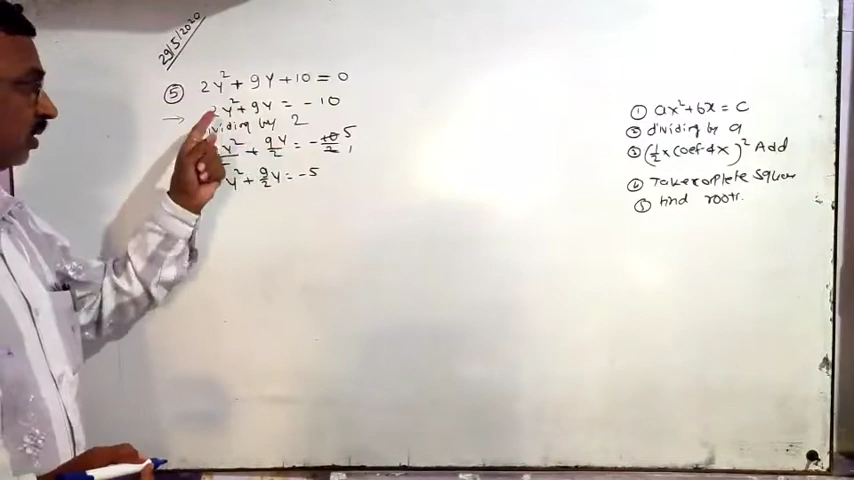 29/5/2020
⑤ 2y² + 9y + 10 = 0
2y² + 9y = - 10
→ dividing by 2
y² + 9y/2 = - 10/2 5 1
y² + 9/2 y = -5
① ax² + bx = c
② dividing by a
③ (1/2 x coef. of x)² Add
④ Take complete Square
⑤ find roots.